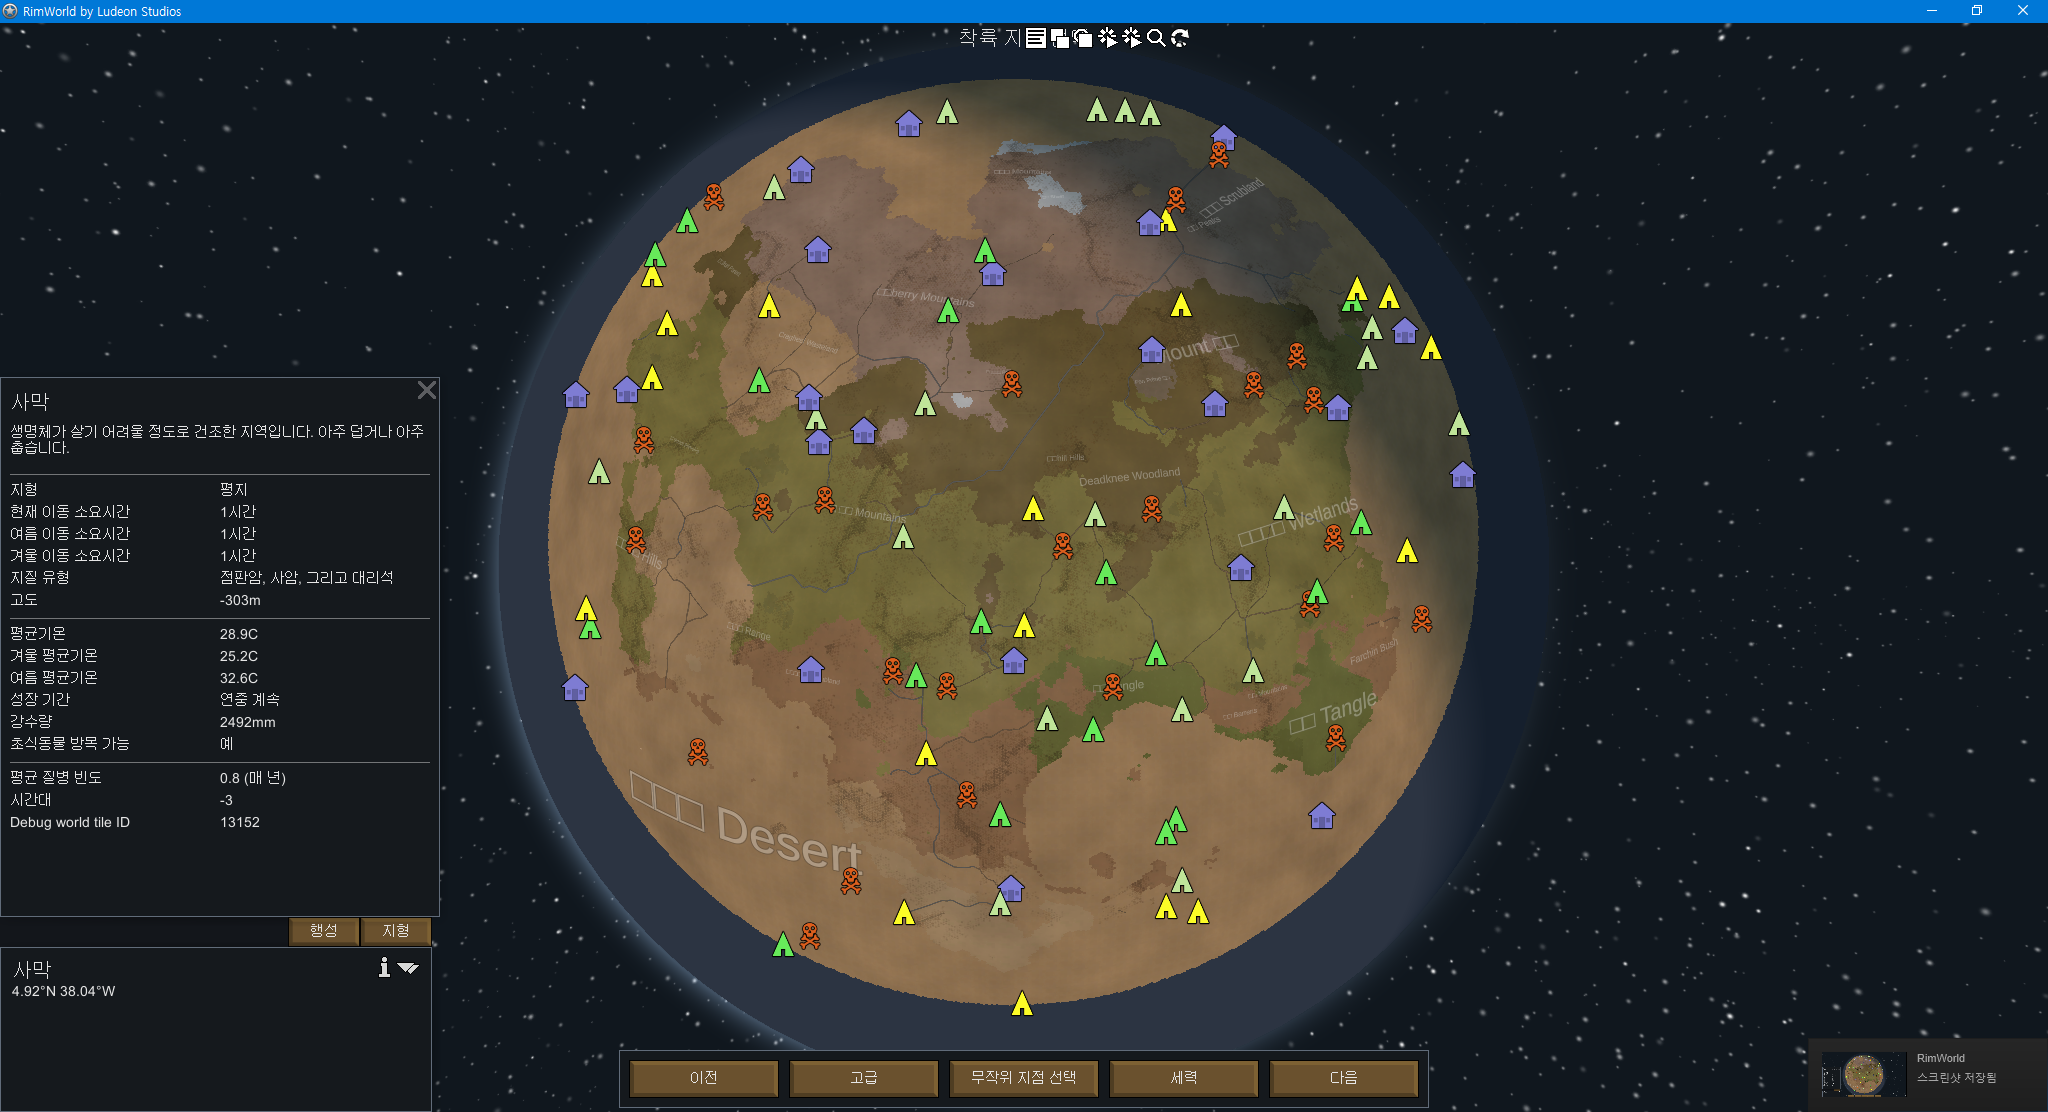 RimWorld by Ludeon Studios
착륙 지
사막
생명체가 살기 어려울 정도로 건조한 지역입니다. 아주 덥거나 아주
춥습니다.
지형 평지
현재 이동 소요시간 1시간
여름 이동 소요시간 1시간
겨울 이동 소요시간 1시간
지질 유형 점판암, 사암, 그리고 대리석
고도 -303m
평균기온 28.9C
겨울 평균기온 25.2C
여름 평균기온 32.6C
성장 기간 연중 계속
강수량 2492mm
초식동물 방목 가능 예
평균 질병 빈도 0.8 (매 년)
시간대 -3
Debug world tile ID 13152
행성 지형
사막
4.92°N 38.04°W
Scrubland
Peaks
berry Mountains
Mount
Hills
Deadknee Woodland
Mountains
Wetlands
Hills
Range
Farchin Bush
Tangle
Desert
이전 고급 무작위 지점 선택 세력 다음
RimWorld
스크린샷 저장됨